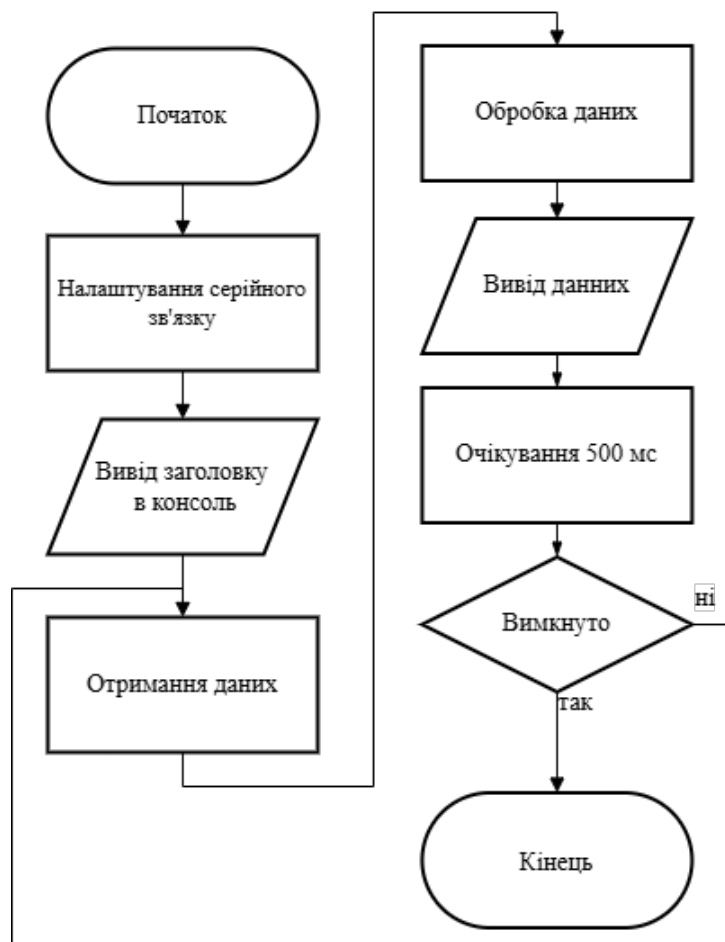 Початок
Налаштування серійного
зв'язку
Вивід заголовку
в консоль
Отримання даних
Обробка даних
Вивід данних
Очікування 500 мс
Вимкнуто
ні
так
Кінець